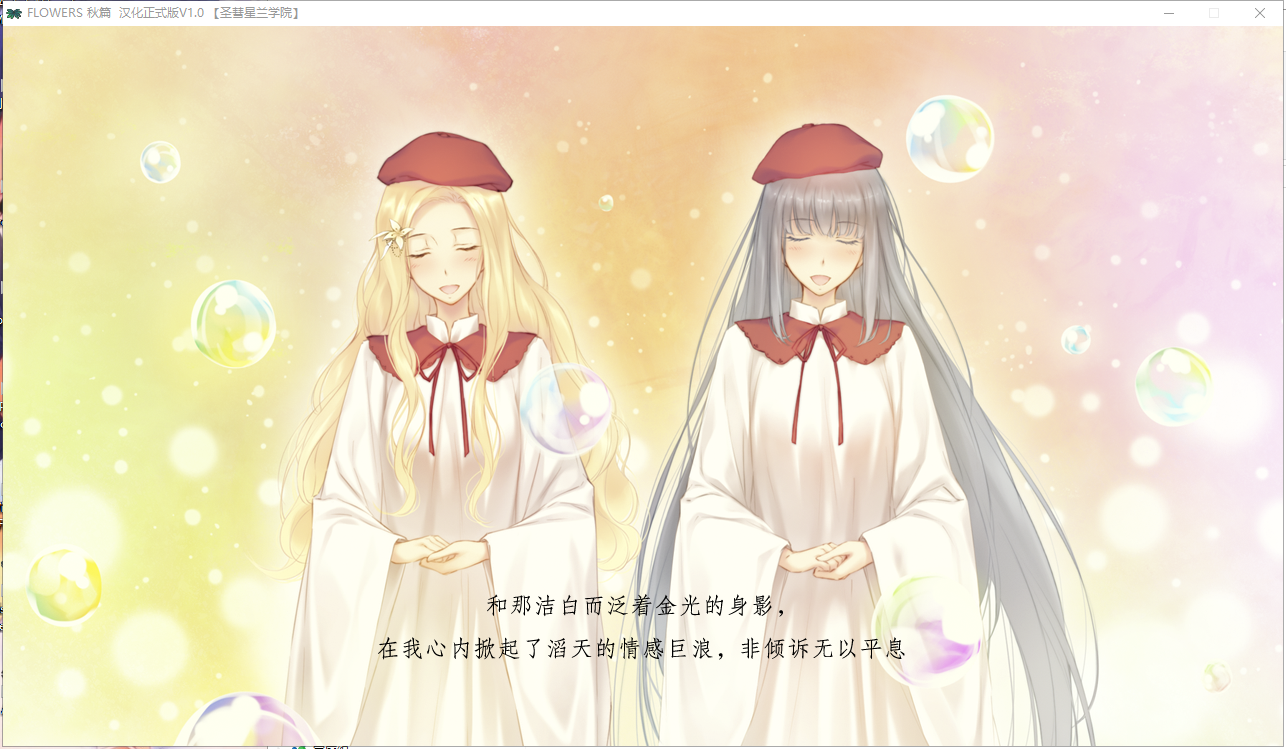 FLOWERS 秋篇 汉化正式版V1.0 【圣彗星兰学院】
和那洁白而泛着金光的身影，
在我心内掀起了滔天的情感巨浪，非倾诉无以平息